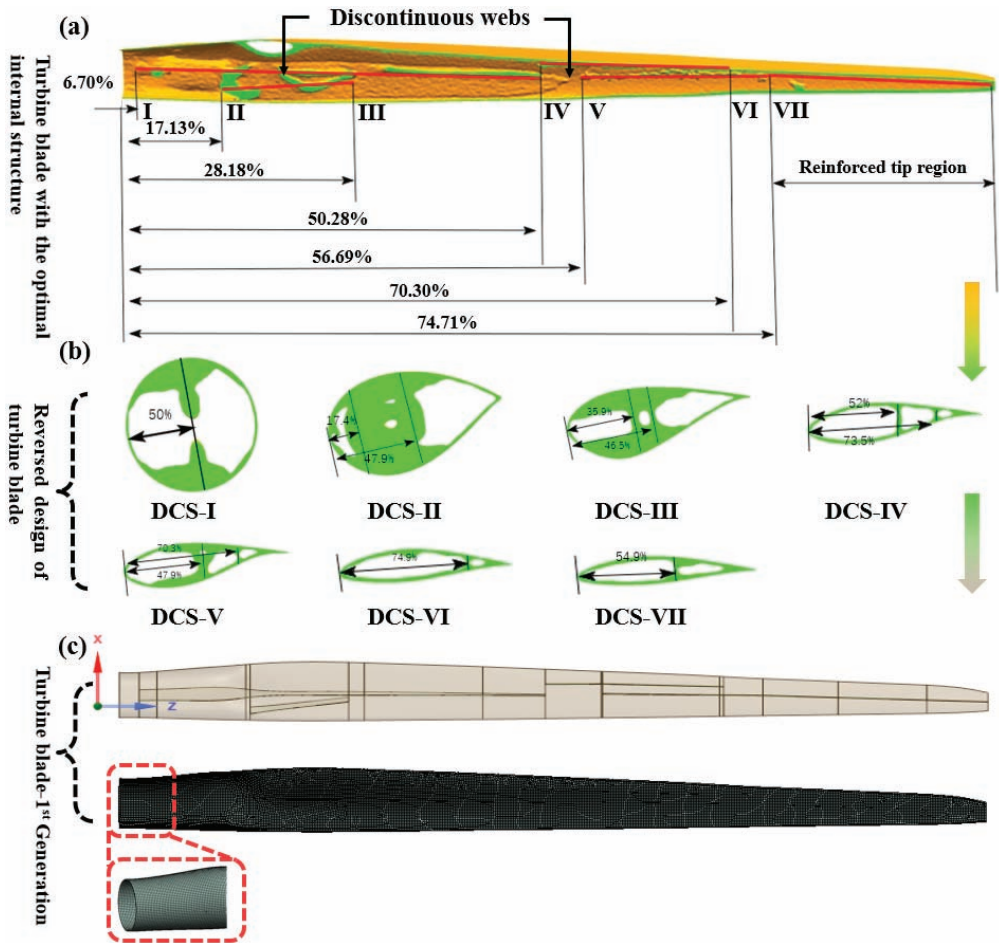 (a)
Discontinuous webs
Turbine blade with the optimal
internal structure
6.70%
I
II
III
IV
V
VI
VII
17.13%
28.18%
Reinforced tip region
50.28%
56.69%
70.30%
74.71%
(b)
Reversed design of
turbine blade
50%
17.4%
47.9%
35.9%
46.5%
52%
73.5%
DCS-I
DCS-II
DCS-III
DCS-IV
70.3%
47.9%
74.9%
54.9%
DCS-V
DCS-VI
DCS-VII
(c)
X
Z
Turbine blade-1st Generation